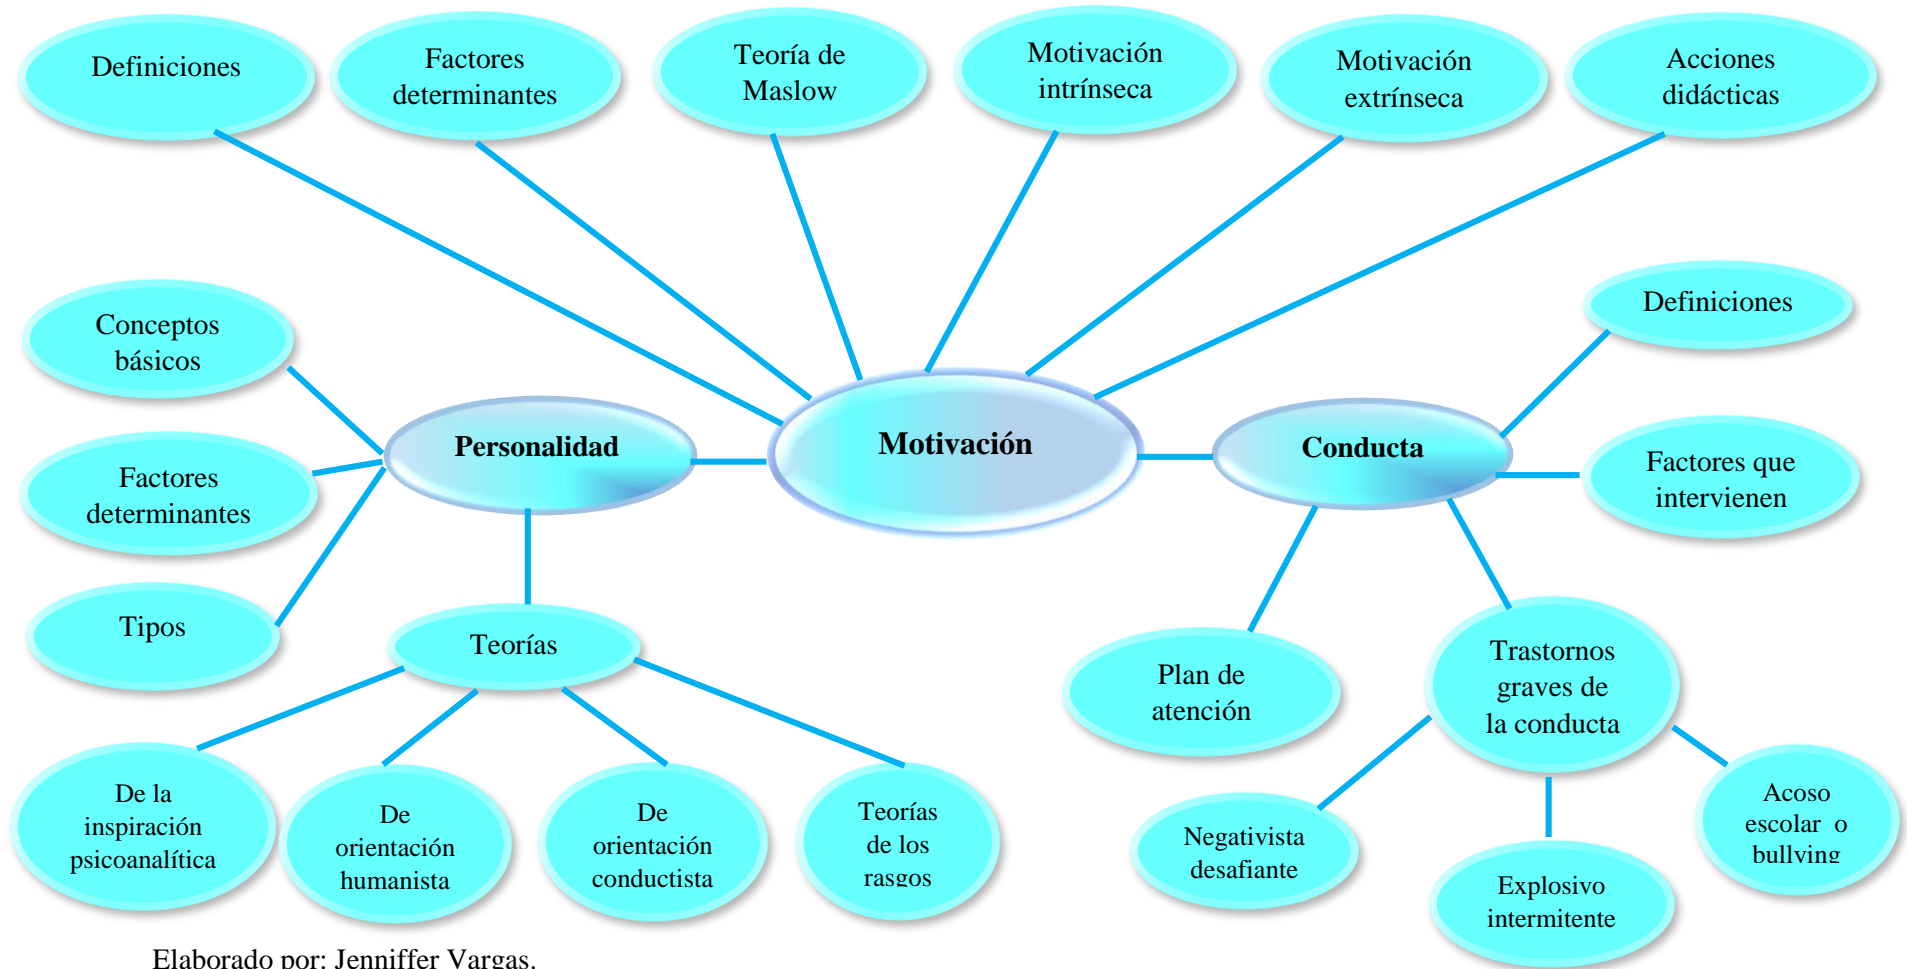 Definiciones
Factores
determinantes
Teoría de
Maslow
Motivación
intrínseca
Motivación
extrínseca
Acciones
didácticas
Conceptos
básicos
Definiciones
Personalidad
Motivación
Conducta
Factores
determinantes
Factores que
intervienen
Tipos
Teorías
Plan de
atención
Trastornos
graves de
la conducta
De la
inspiración
psicoanalítica
De
orientación
humanista
De
orientación
conductista
Teorías
de los
rasgos
Negativista
desafiante
Explosivo
intermitente
Acoso
escolar o
bullying
Elaborado por: Jenniffer Vargas.